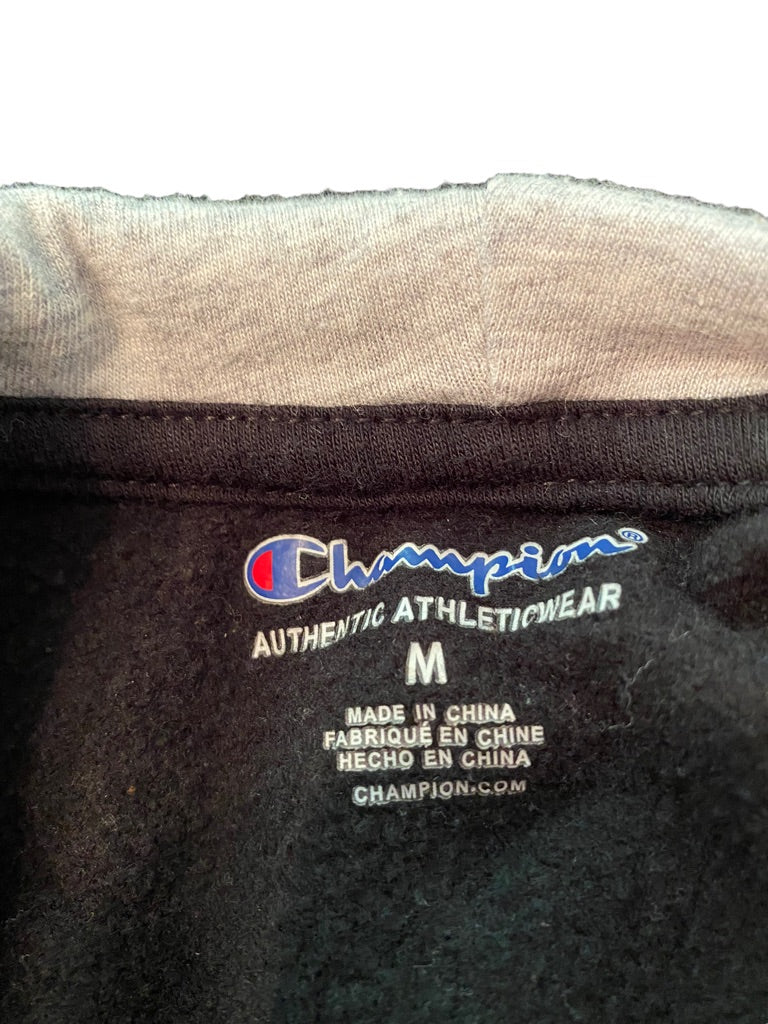 Champion®
AUTHENTIC ATHLETICWEAR
M
MADE IN CHINA
FABRIQUÉ EN CHINE
HECHO EN CHINA
CHAMPION.COM